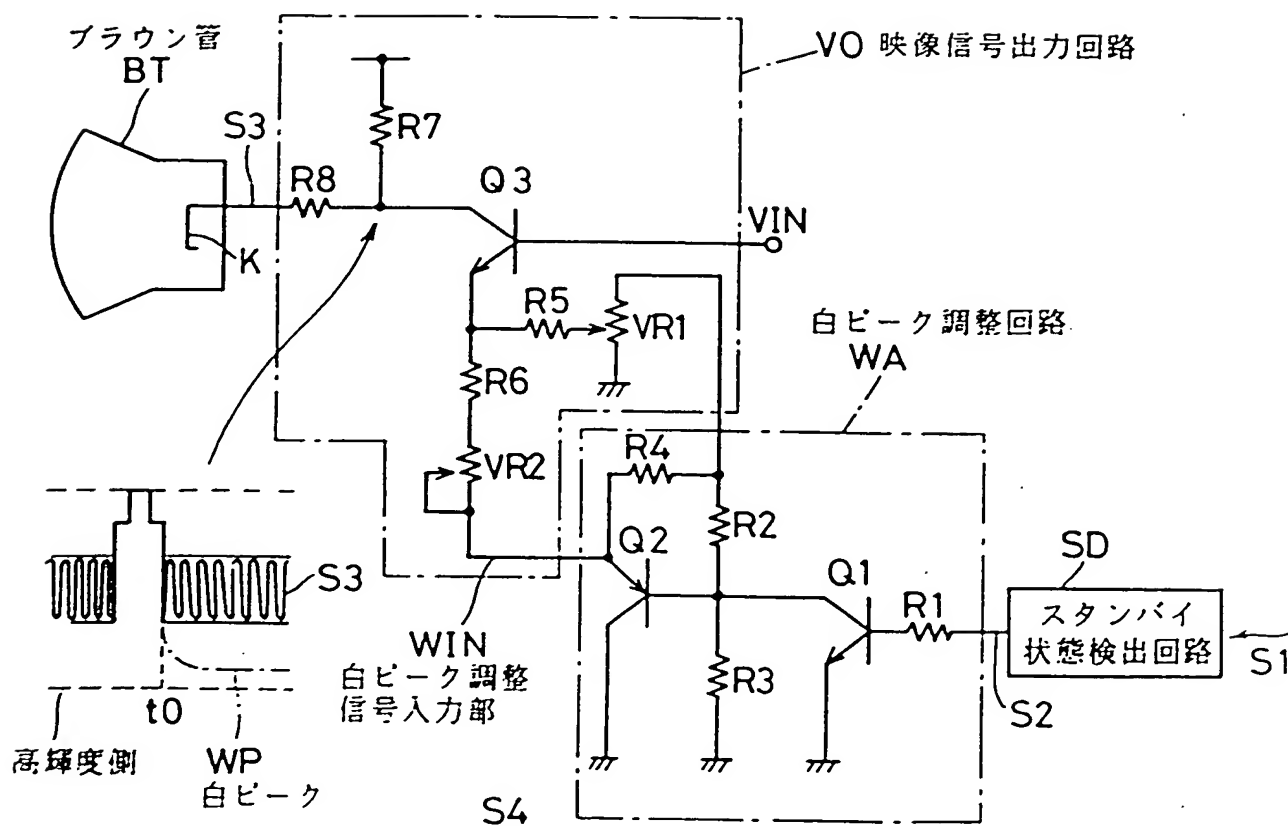 ブラウン管
BT
VO 映像信号出力回路
S3
R7
R8
Q3
VIN
K
R5
VR1
白ピーク調整回路
WA
R6
VR2
R4
R2
S3
Q2
Q1
R1
SD
スタンバイ
状態検出回路
S1
S2
WIN
白ピーク調整
信号入力部
R3
t0
高輝度側
WP
白ピーク
S4